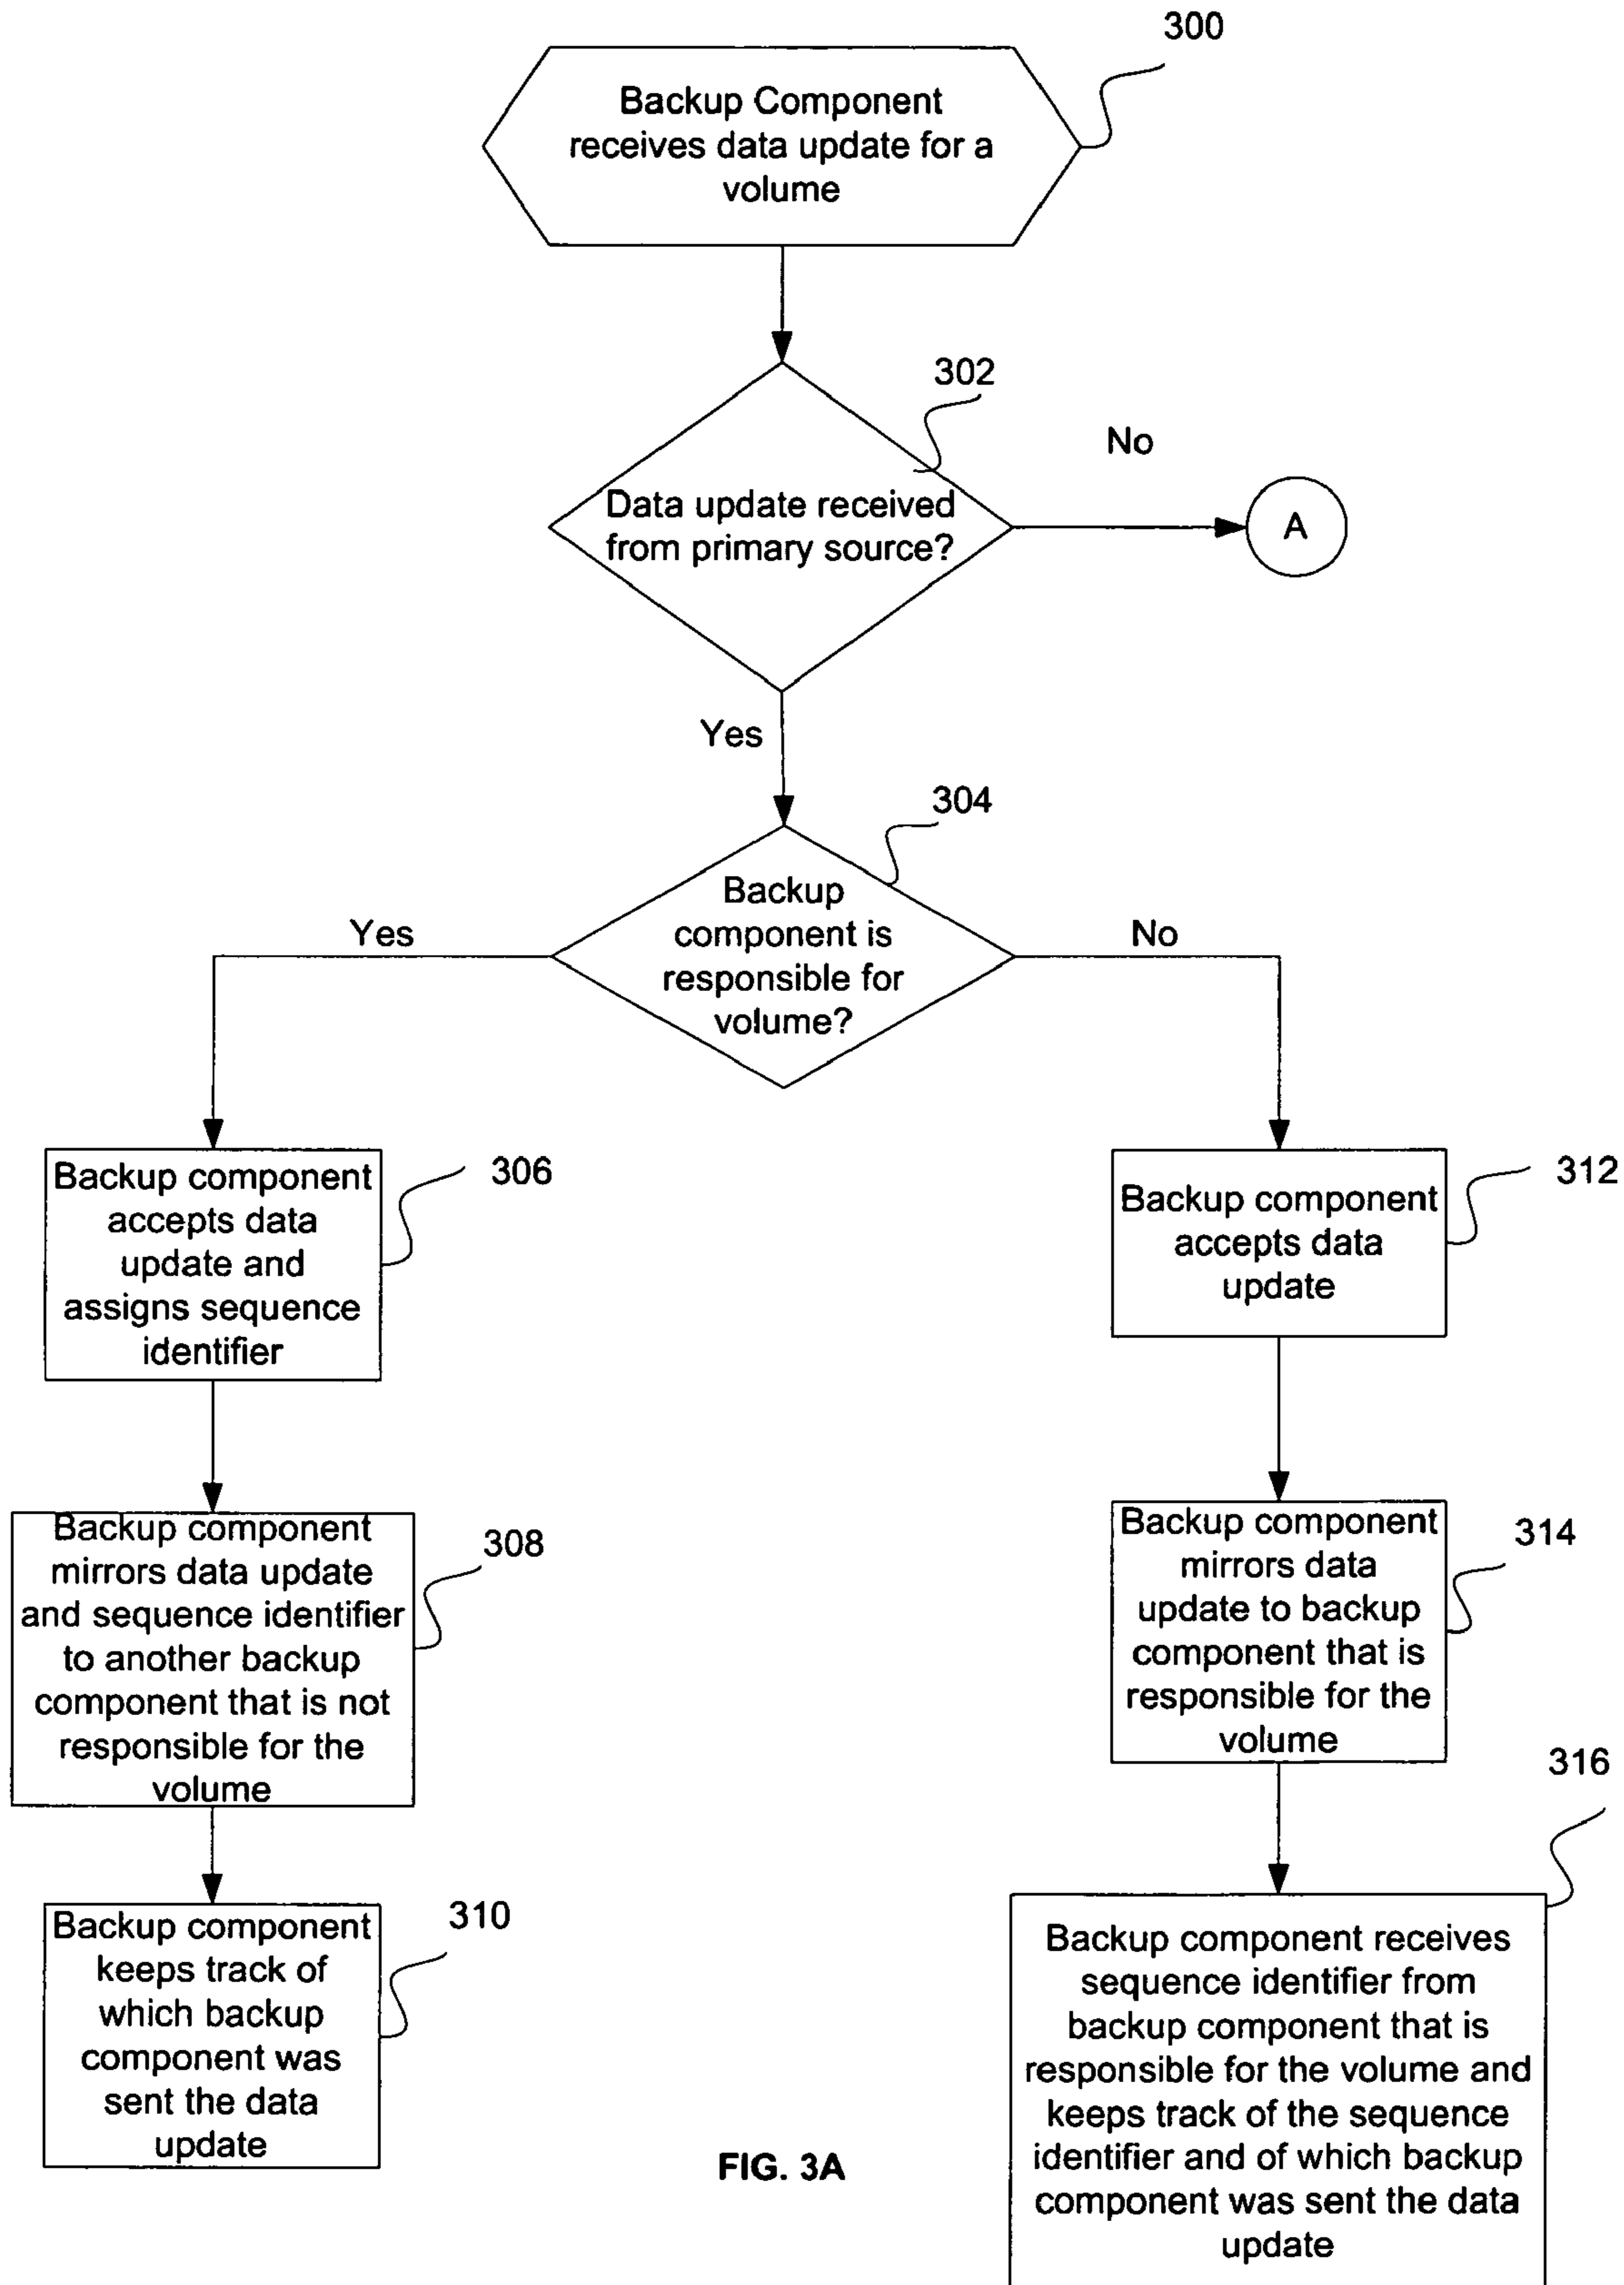 300
Backup Component
receives data update for a
volume
302
No
Data update received
from primary source?
A
Yes
304
Backup
component is
responsible for
volume?
Yes
No
306
Backup component
accepts data
update and
assigns sequence
identifier
312
Backup component
accepts data
update
308
Backup component
mirrors data update
and sequence identifier
to another backup
component that is not
responsible for the
volume
314
Backup component
mirrors data
update to backup
component that is
responsible for the
volume
310
Backup component
keeps track of
which backup
component was
sent the data
update
316
Backup component receives
sequence identifier from
backup component that is
responsible for the volume and
keeps track of the sequence
identifier and of which backup
component was sent the data
update
FIG. 3A